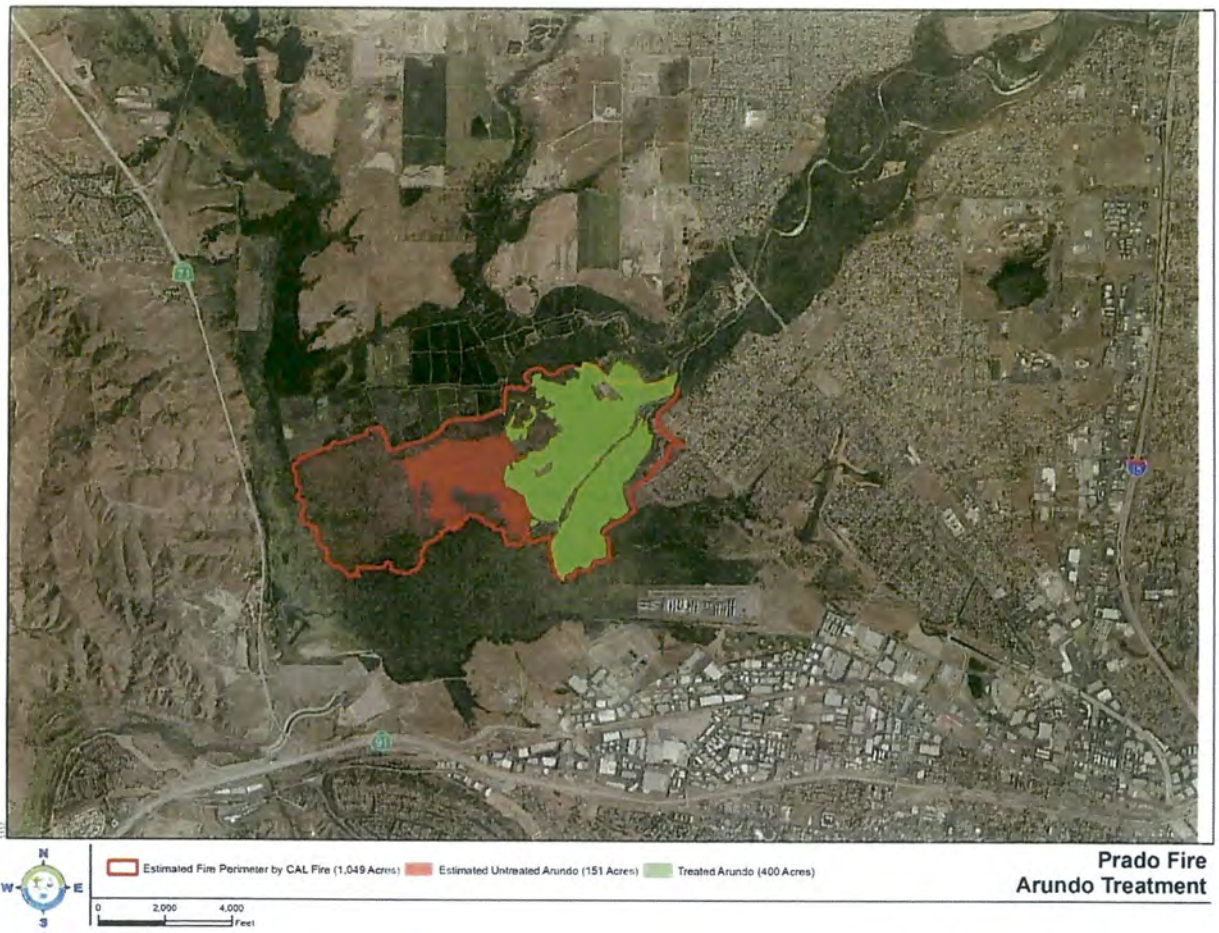 71
15
91
N
W E
S
Estimated Fire Perimeter by CAL Fire (1,049 Acres) Estimated Untreated Arundo (151 Acres) Treated Arundo (400 Acres)
0 2,000 4,000
Feet
Prado Fire
Arundo Treatment